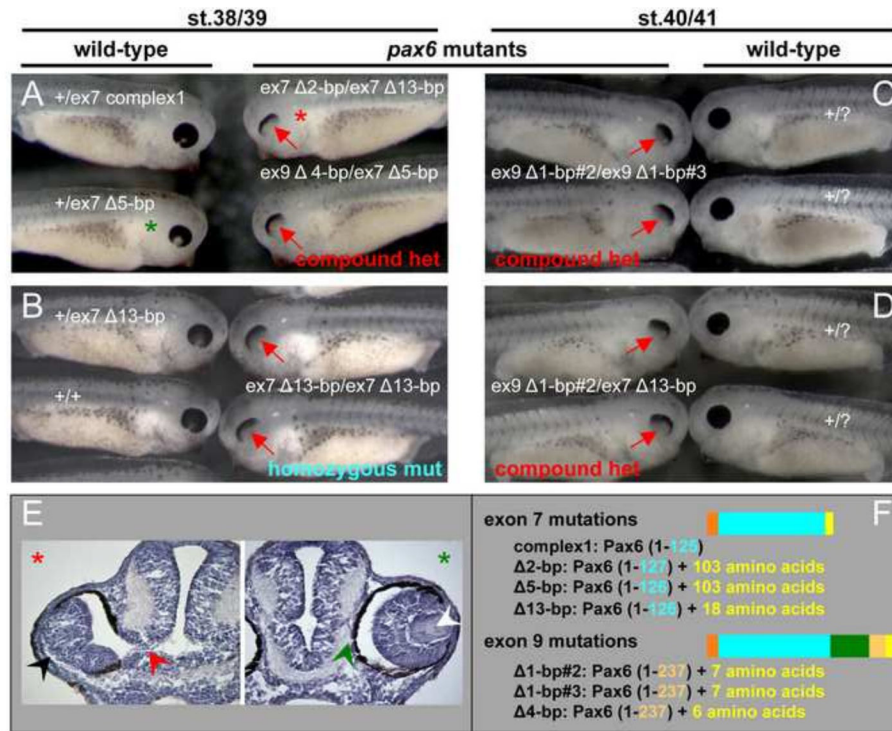 st.38/39
st.40/41
wild-type
pax6 mutants
wild-type
A
+/ex7 complex1
ex7 Δ2-bp/ex7 Δ13-bp
*
+/ex7 Δ5-bp
*
ex9 Δ 4-bp/ex7 Δ5-bp
compound het
C
+/?
ex9 Δ1-bp#2/ex9 Δ1-bp#3
+/?
compound het
B
+/ex7 Δ13-bp
+/+
ex7 Δ13-bp/ex7 Δ13-bp
homozygous mut
D
+/?
ex9 Δ1-bp#2/ex7 Δ13-bp
+/?
compound het
E
*
*
F
exon 7 mutations
complex1: Pax6 (1-125)
Δ2-bp: Pax6 (1-127) + 103 amino acids
Δ5-bp: Pax6 (1-126) + 103 amino acids
Δ13-bp: Pax6 (1-126) + 18 amino acids
exon 9 mutations
Δ1-bp#2: Pax6 (1-237) + 7 amino acids
Δ1-bp#3: Pax6 (1-237) + 7 amino acids
Δ4-bp: Pax6 (1-237) + 6 amino acids